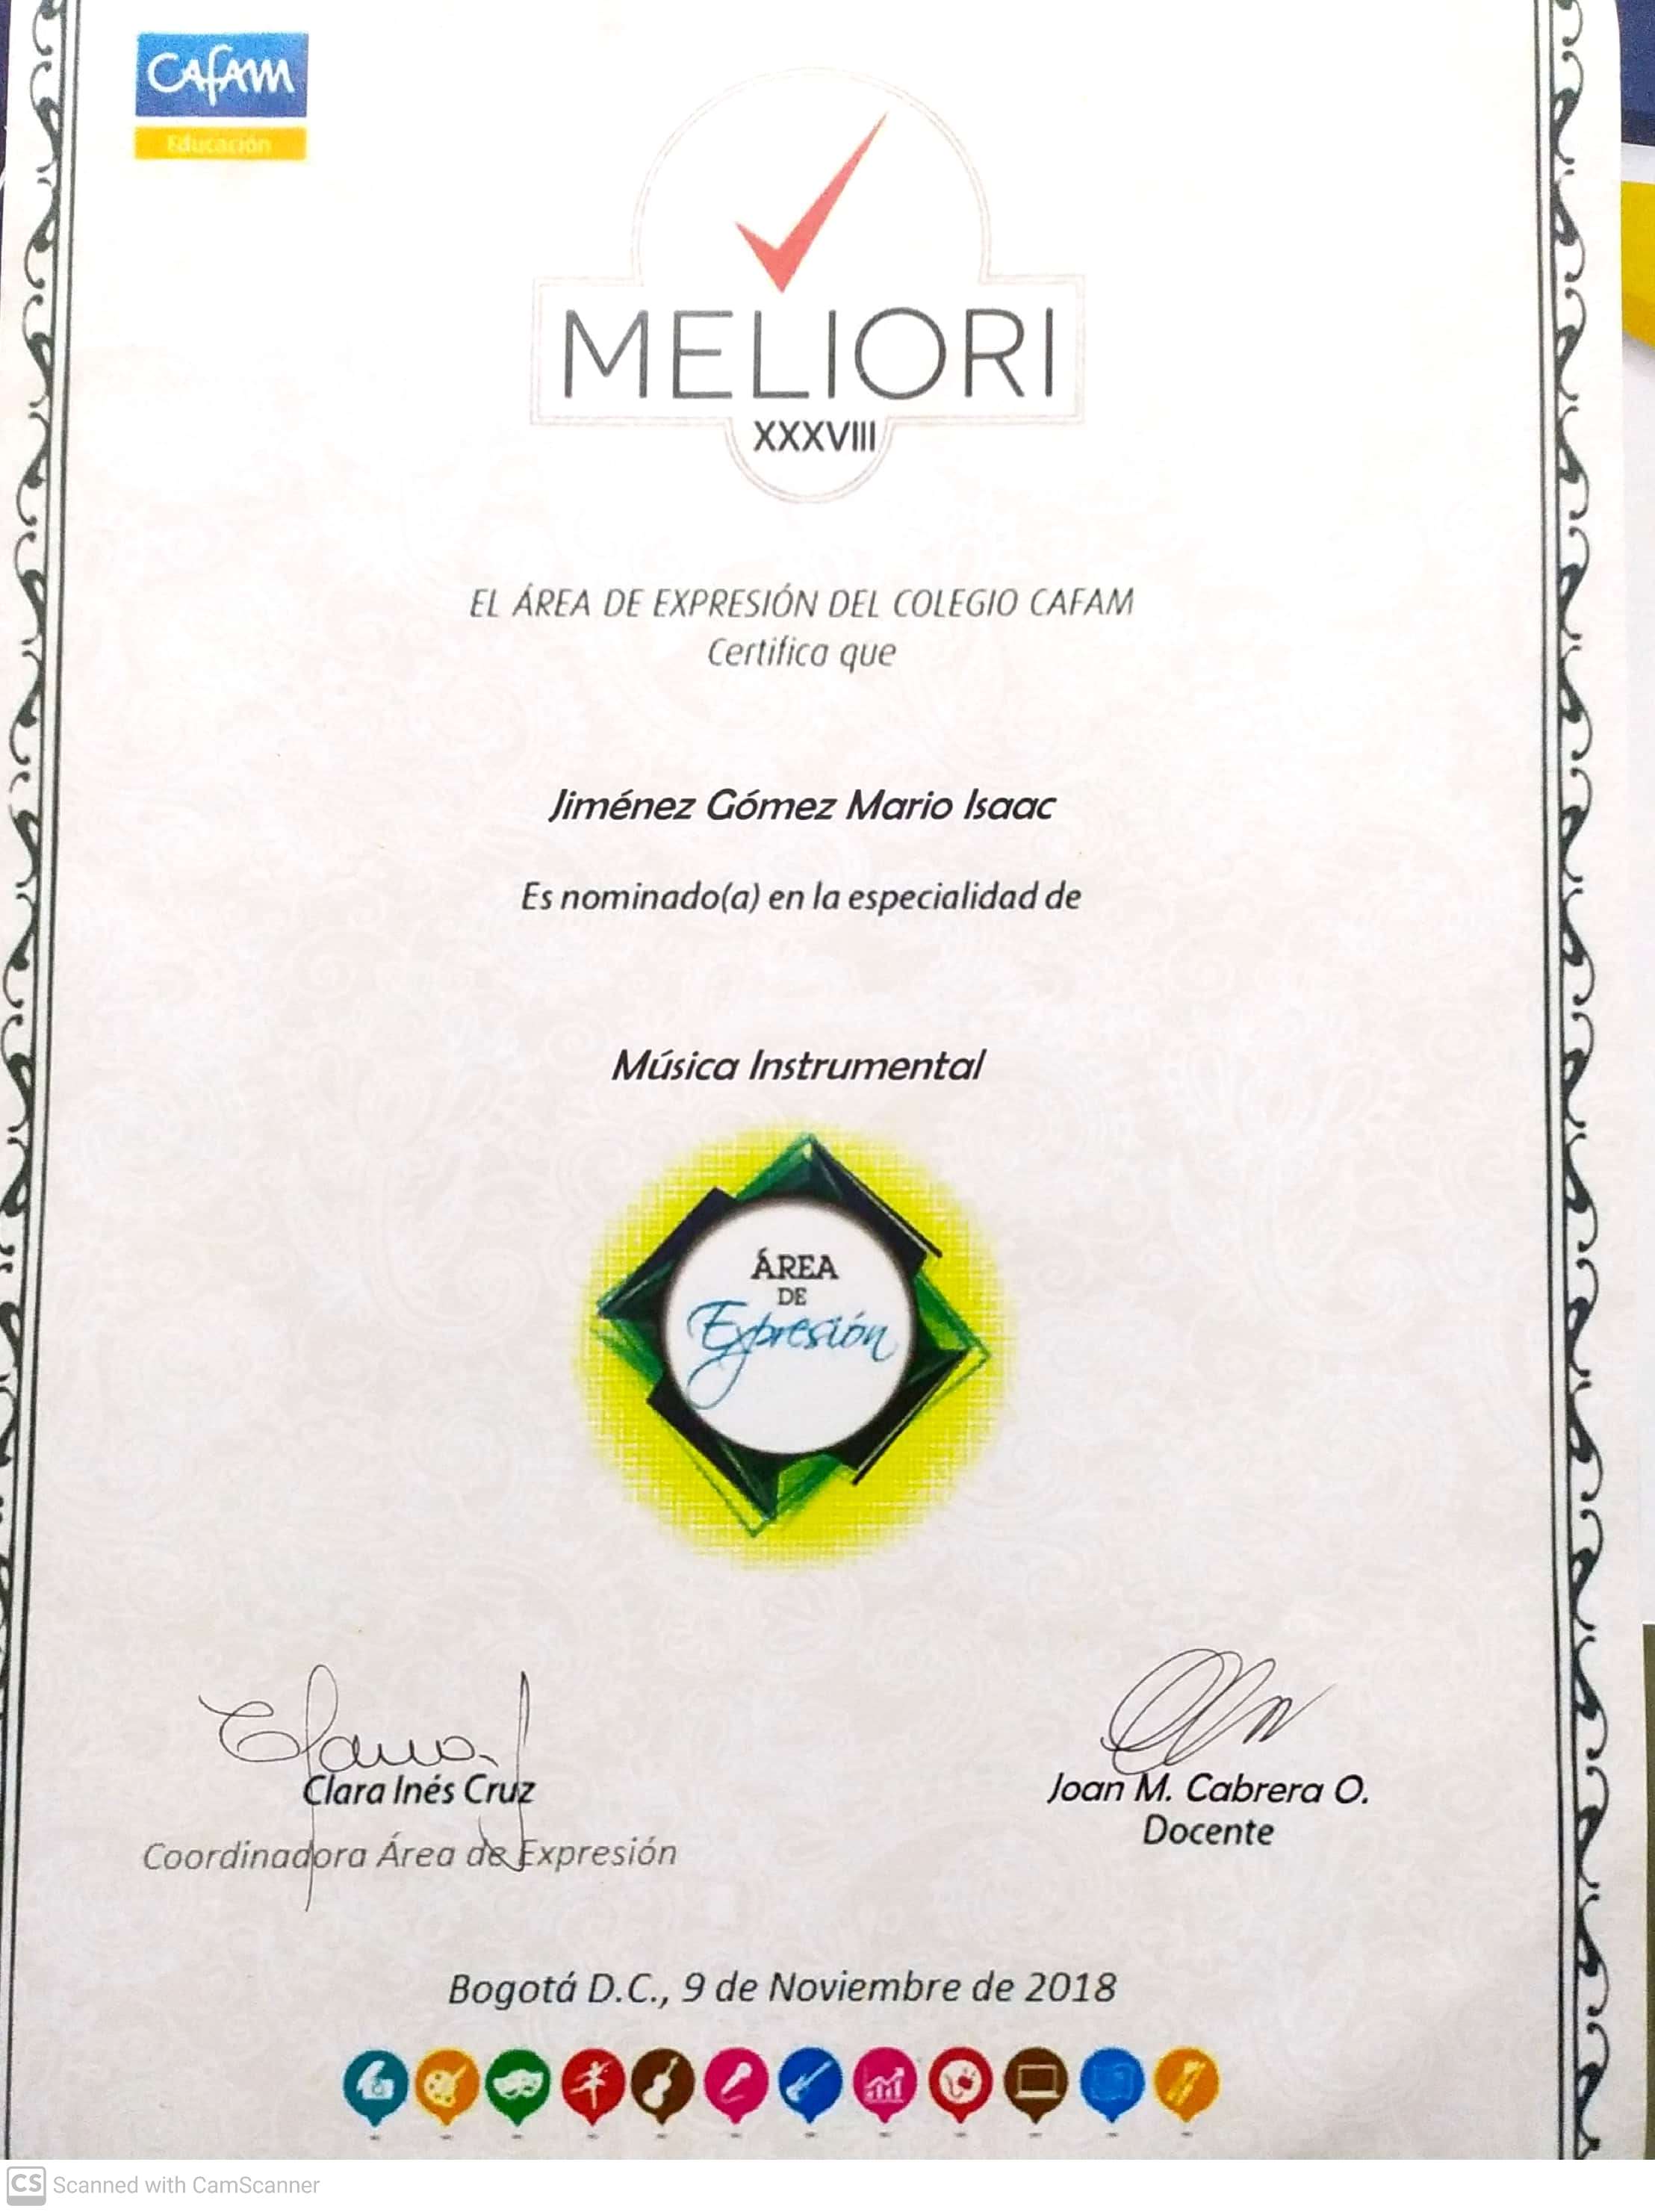 CAFAM
Educación
MELIORI
XXXVIII
EL ÁREA DE EXPRESIÓN DEL COLEGIO CAFAM
Certifica que
Jiménez Gómez Mario Isaac
Es nominado(a) en la especialidad de
Música Instrumental
ÁREA
DE
Expresión
Clara Inés Cruz
Coordinadora Área de Expresión
Joan M. Cabrera O.
Docente
Bogotá D.C., 9 de Noviembre de 2018
CS Scanned with CamScanner